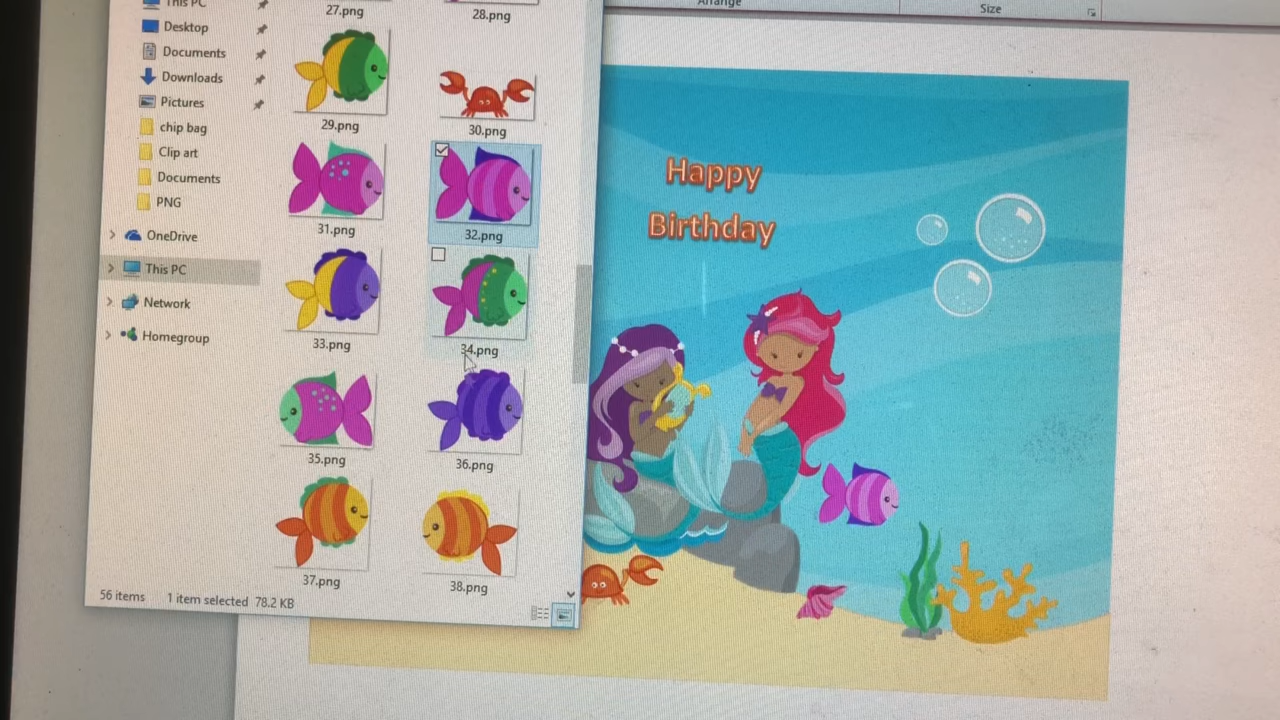 This PC
Desktop
Documents
Downloads
Pictures
chip bag
Clip art
Documents
PNG
OneDrive
This PC
Network
Homegroup
27.png
28.png
29.png
30.png
31.png
32.png
33.png
34.png
35.png
36.png
37.png
38.png
56 items 1 item selected 78.2 KB
Arrange
Size
Happy
Birthday